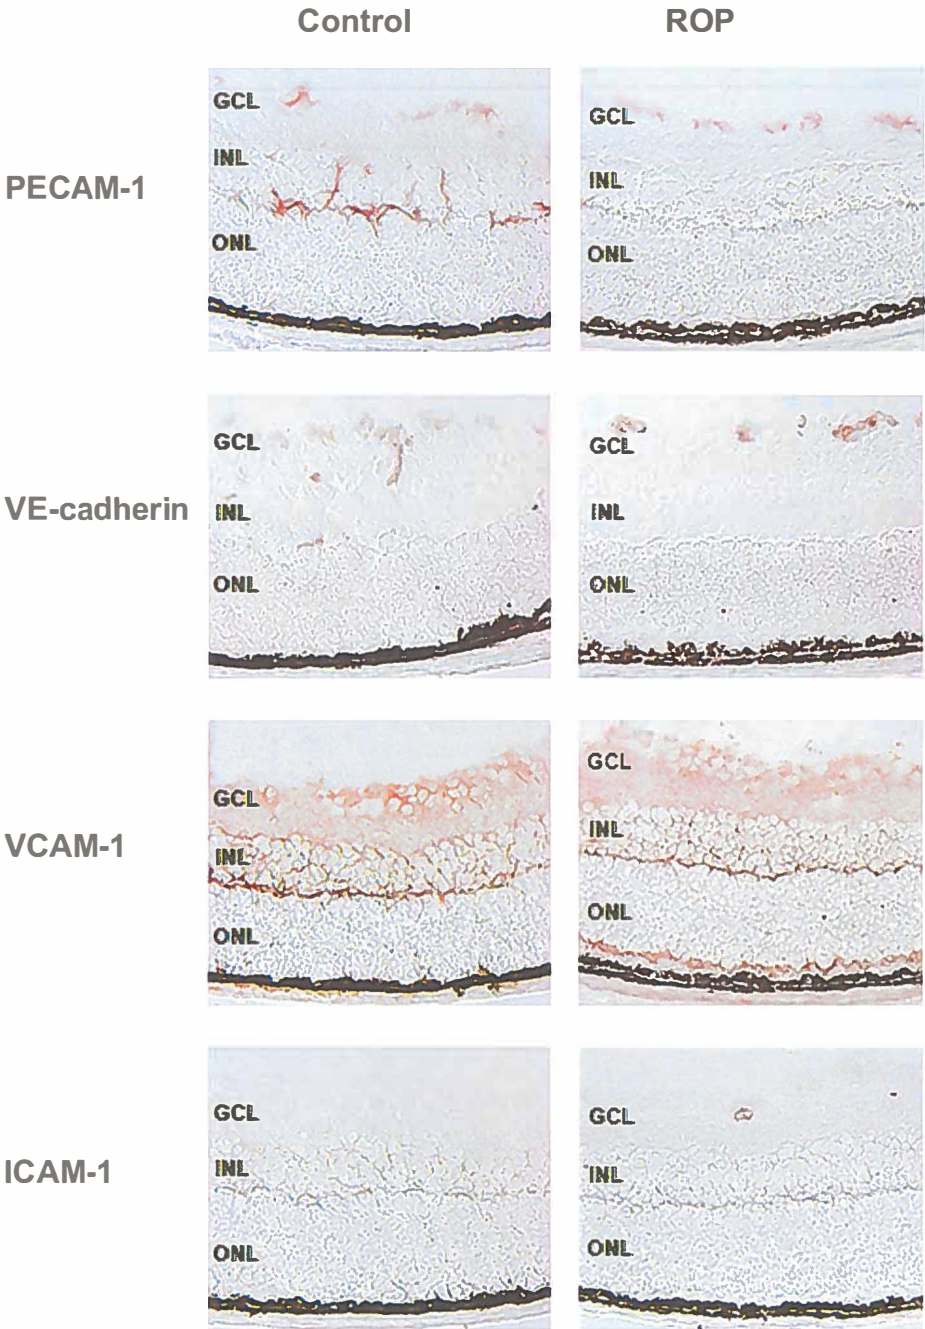 Control ROP
PECAM-1
GCL
INL
ONL
GCL
INL
ONL
VE-cadherin
GCL
INL
ONL
GCL
INL
ONL
VCAM-1
GCL
INL
ONL
GCL
INL
ONL
ICAM-1
GCL
INL
ONL
GCL
INL
ONL